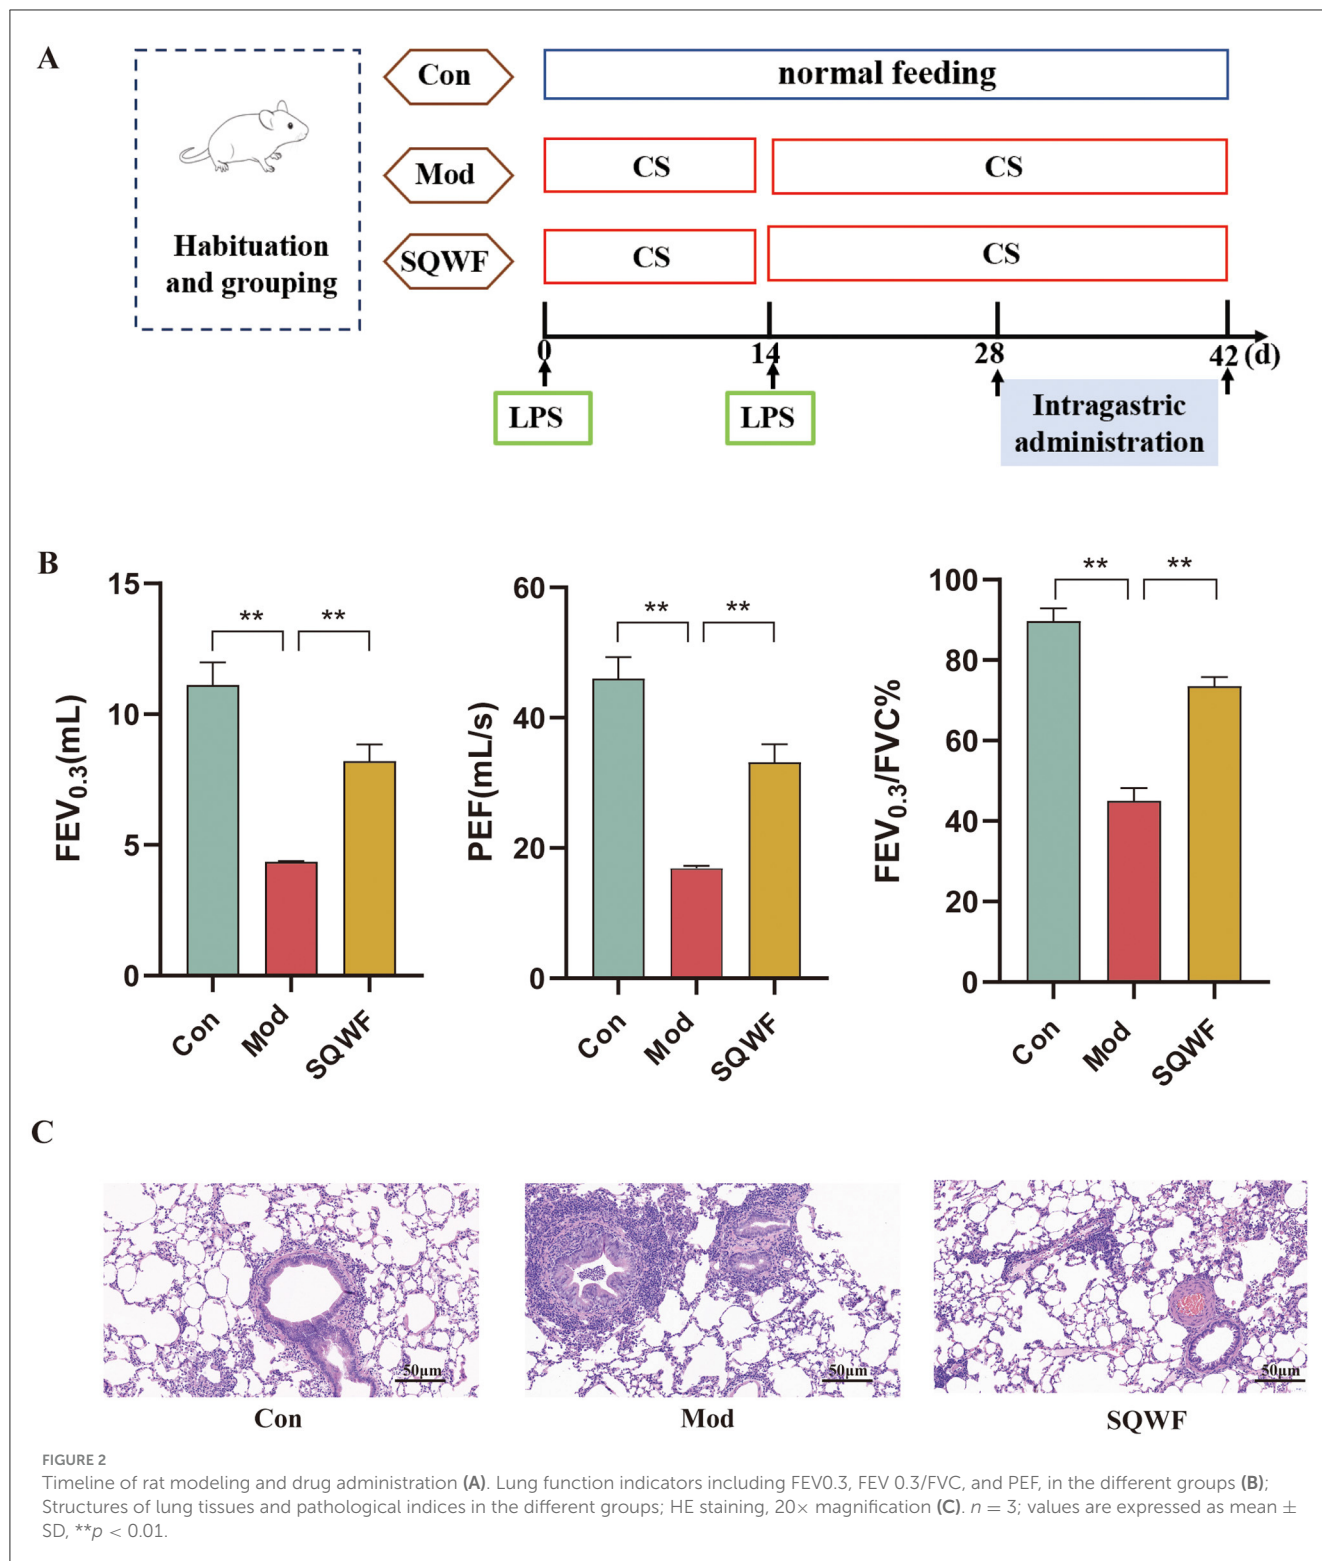 A
Con
normal feeding
Mod
CS
CS
Habituation
and grouping
SQWF
CS
CS
0
14
28
42 (d)
LPS
LPS
Intragastric
administration
B
15
10
5
0
FEV0.3(mL)
**
**
Con
Mod
SQWF
60
40
20
0
PEF(mL/s)
**
**
Con
Mod
SQWF
100
80
60
40
20
0
FEV0.3/FVC%
**
**
Con
Mod
SQWF
C
50μm
50μm
50μm
Con
Mod
SQWF
FIGURE 2
Timeline of rat modeling and drug administration (A). Lung function indicators including FEV0.3, FEV 0.3/FVC, and PEF, in the different groups (B);
Structures of lung tissues and pathological indices in the different groups; HE staining, 20× magnification (C). n = 3; values are expressed as mean ±
SD, **p < 0.01.